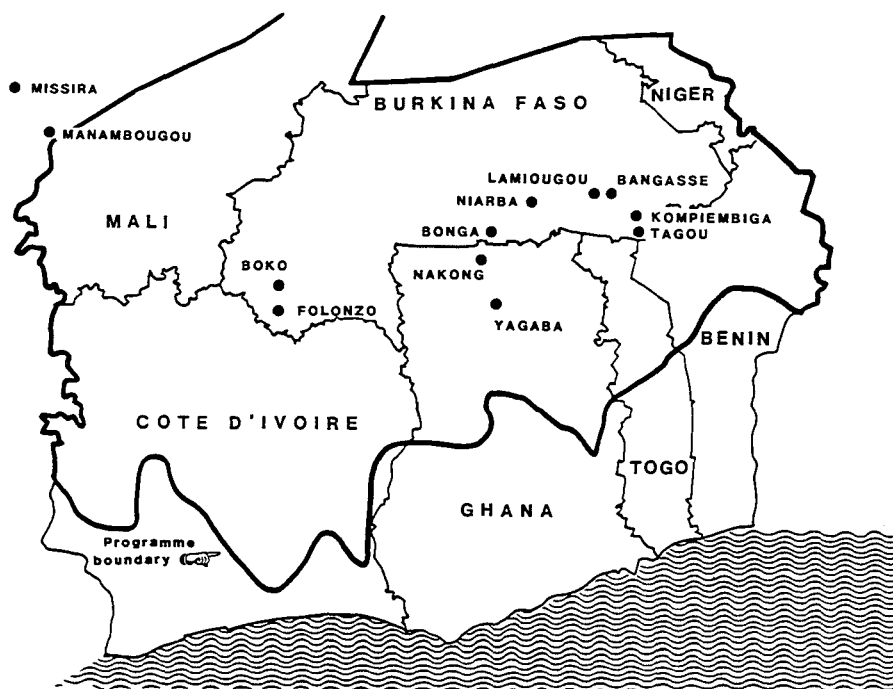 MISSIRA
BURKINA FASO
NIGER
MANAMBOUGOU
LAMIOUGOU
BANGASSE
NIARBA
MALI
KOMPIEMBIGA
BONGA
TAGOU
BOKO
NAKONG
FOLONZO
YAGABA
BENIN
COTE D'IVOIRE
TOGO
GHANA
Programme
boundary